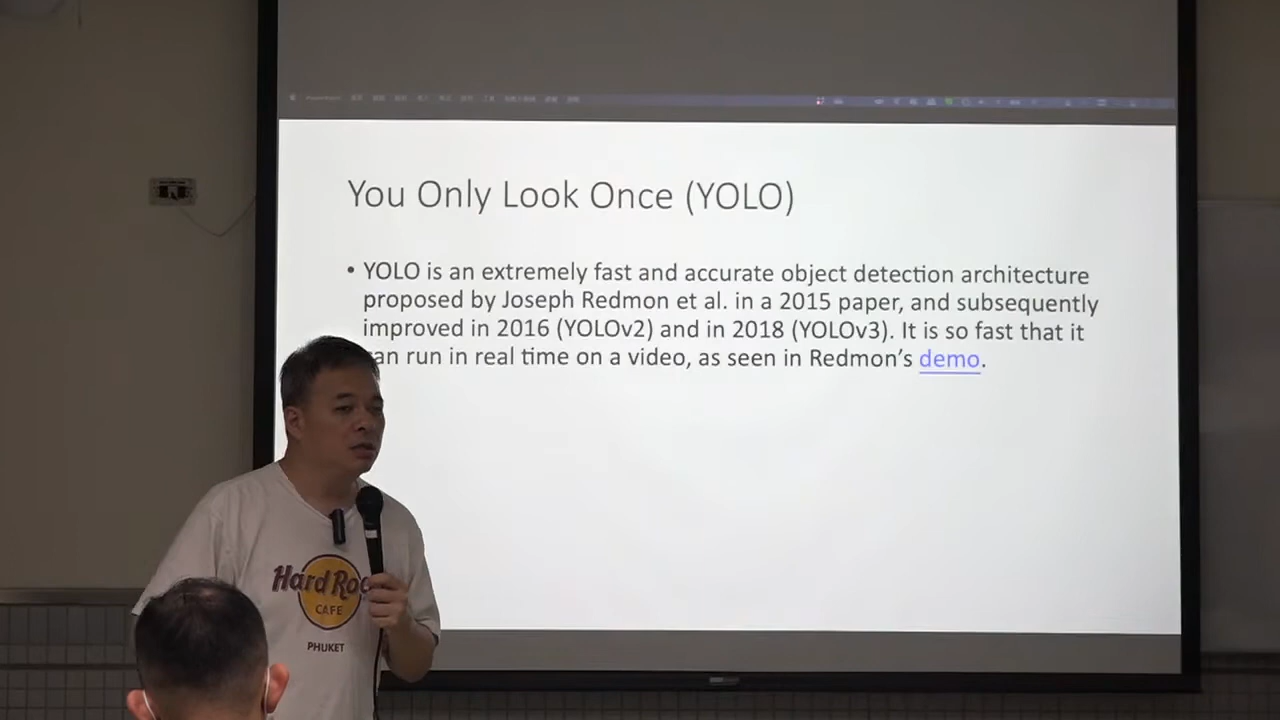 You Only Look Once (YOLO)
• YOLO is an extremely fast and accurate object detection architecture
proposed by Joseph Redmon et al. in a 2015 paper, and subsequently
improved in 2016 (YOLOv2) and in 2018 (YOLOv3). It is so fast that it
an run in real time on a video, as seen in Redmon’s demo.
Hard Roc
CAFE
PHUKET